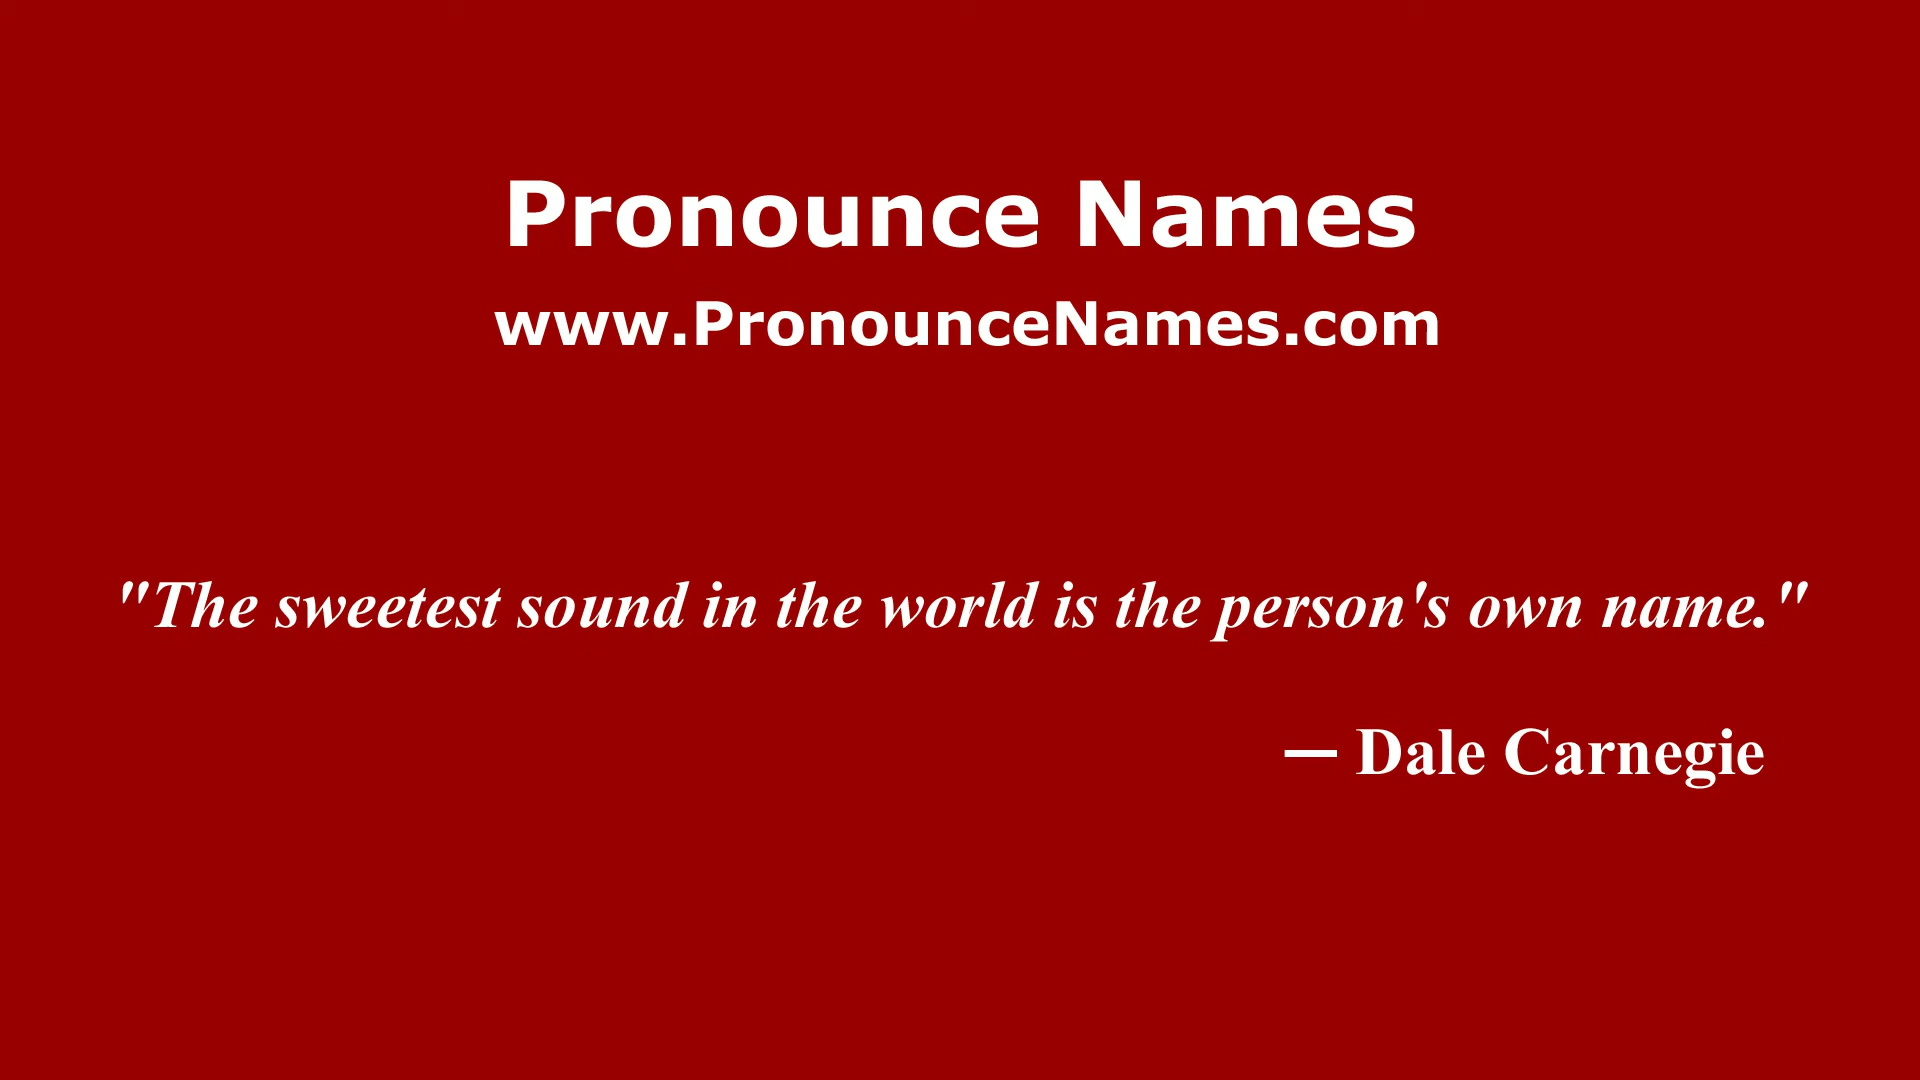 Pronounce Names
www.PronounceNames.com
"The sweetest sound in the world is the person's own name."
— Dale Carnegie